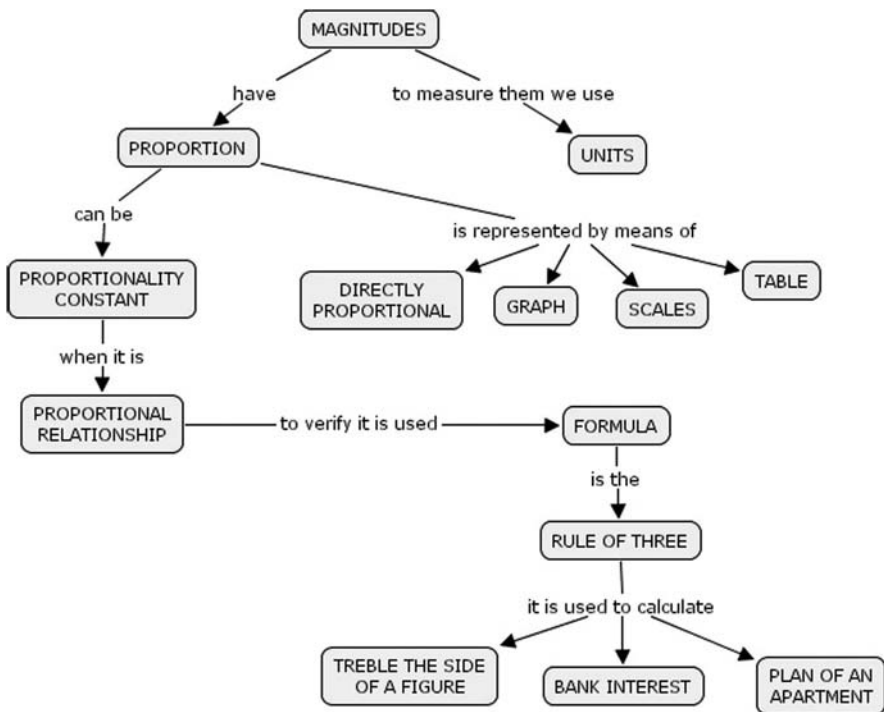 MAGNITUDES
have
to measure them we use
PROPORTION
UNITS
can be
is represented by means of
PROPORTIONALITY
CONSTANT
DIRECTLY
PROPORTIONAL
GRAPH
SCALES
TABLE
when it is
PROPORTIONAL
RELATIONSHIP
to verify it is used
FORMULA
is the
RULE OF THREE
it is used to calculate
TREBLE THE SIDE
OF A FIGURE
BANK INTEREST
PLAN OF AN
APARTMENT